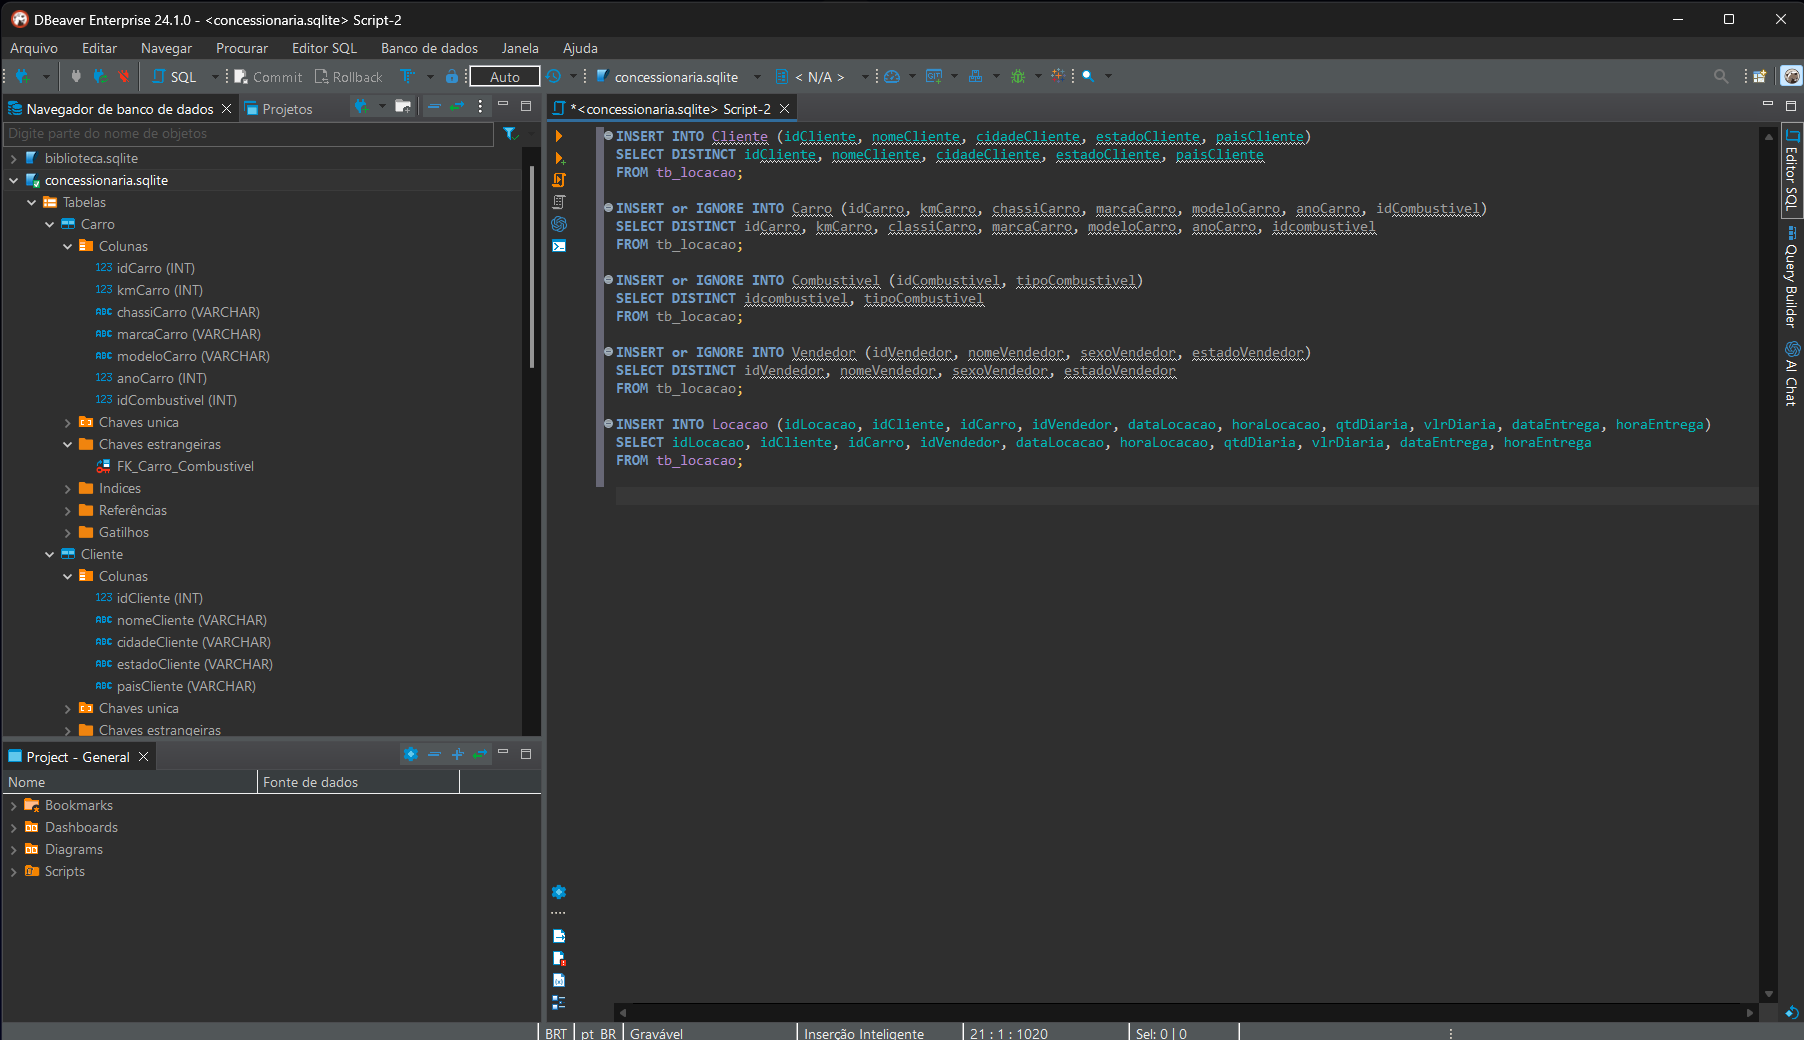 DBeaver Enterprise 24.1.0 - <concessionaria.sqlite> Script-2
Arquivo Editar Navegar Procurar Editor SQL Banco de dados Janela Ajuda
SQL Commit Rollback Auto concessionaria.sqlite < N/A >
Navegador de banco de dados Projetos
Digite parte do nome de objetos
biblioteca.sqlite
concessionaria.sqlite
Tabelas
Carro
Colunas
123 idCarro (INT)
123 kmCarro (INT)
ABC chassiCarro (VARCHAR)
ABC marcaCarro (VARCHAR)
ABC modeloCarro (VARCHAR)
123 anoCarro (INT)
123 idCombustivel (INT)
Chaves unica
Chaves estrangeiras
FK_Carro_Combustivel
Indices
Referências
Gatilhos
Cliente
Colunas
123 idCliente (INT)
ABC nomeCliente (VARCHAR)
ABC cidadeCliente (VARCHAR)
ABC estadoCliente (VARCHAR)
ABC paisCliente (VARCHAR)
Chaves unica
Chaves estrangeiras
Project - General
Nome Fonte de dados
Bookmarks
Dashboards
Diagrams
Scripts
*<concessionaria.sqlite> Script-2
INSERT INTO Cliente (idCliente, nomeCliente, cidadeCliente, estadoCliente, paisCliente)
SELECT DISTINCT idCliente, nomeCliente, cidadeCliente, estadoCliente, paisCliente
FROM tb_locacao;
INSERT or IGNORE INTO Carro (idCarro, kmCarro, chassiCarro, marcaCarro, modeloCarro, anoCarro, idCombustivel)
SELECT DISTINCT idCarro, kmCarro, classiCarro, marcaCarro, modeloCarro, anoCarro, idcombustivel
FROM tb_locacao;
INSERT or IGNORE INTO Combustivel (idCombustivel, tipoCombustivel)
SELECT DISTINCT idcombustivel, tipoCombustivel
FROM tb_locacao;
INSERT or IGNORE INTO Vendedor (idVendedor, nomeVendedor, sexoVendedor, estadoVendedor)
SELECT DISTINCT idVendedor, nomeVendedor, sexoVendedor, estadoVendedor
FROM tb_locacao;
INSERT INTO Locacao (idLocacao, idCliente, idCarro, idVendedor, dataLocacao, horaLocacao, qtdDiaria, vlrDiaria, dataEntrega, horaEntrega)
SELECT idLocacao, idCliente, idCarro, idVendedor, dataLocacao, horaLocacao, qtdDiaria, vlrDiaria, dataEntrega, horaEntrega
FROM tb_locacao;
Editor SQL
Query Builder
AI Chat
BRT pt_BR Gravável Inserção Inteligente 21 : 1 : 1020 Sel: 0 | 0